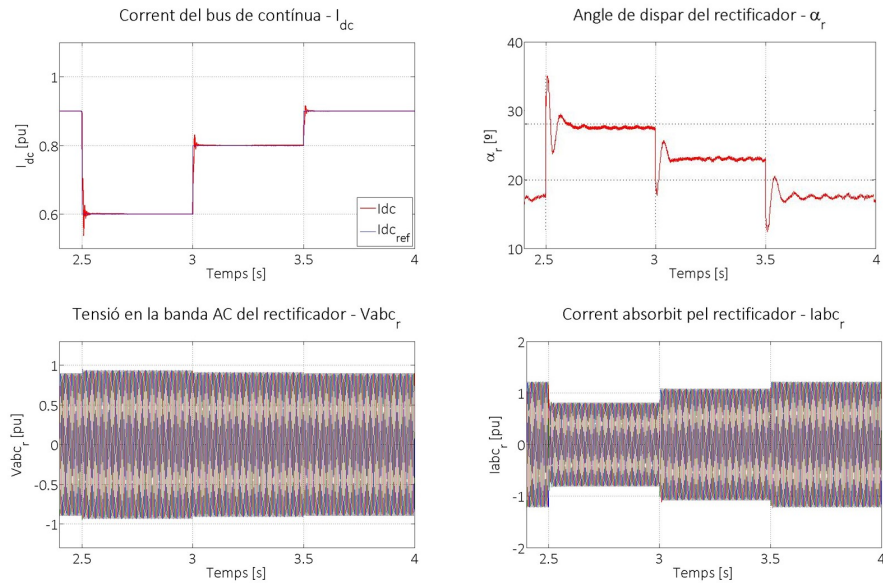 Corrent del bus de contínua - I_dc
1
0.8
0.6
I_dc [pu]
Idc
Idc_ref
2.5 3 3.5 4
Temps [s]
Angle de dispar del rectificador - α_r
40
30
20
10
α_r [º]
2.5 3 3.5 4
Temps [s]
Tensió en la banda AC del rectificador - Vabc_r
1
0.5
0
-0.5
-1
Vabc_r [pu]
2.5 3 3.5 4
Temps [s]
Corrent absorbit pel rectificador - Iabc_r
2
1
0
-1
-2
Iabc_r [pu]
2.5 3 3.5 4
Temps [s]